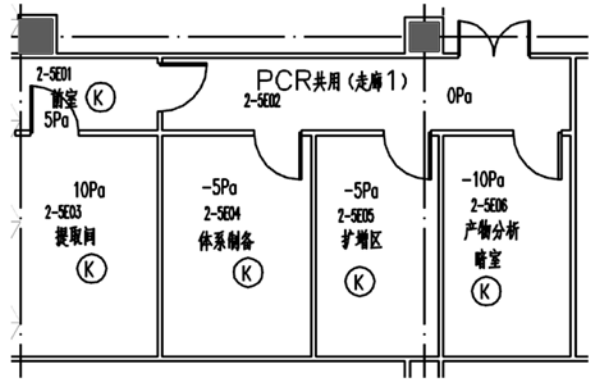 2-5E01
前室
K
5Pa
PCR共用（走廊1）
2-5E02
0Pa
10Pa
2-5E03
提取间
K
-5Pa
2-5E04
体系制备
K
-5Pa
2-5E05
扩增区
K
-10Pa
2-5E06
产物分析
暗室
K